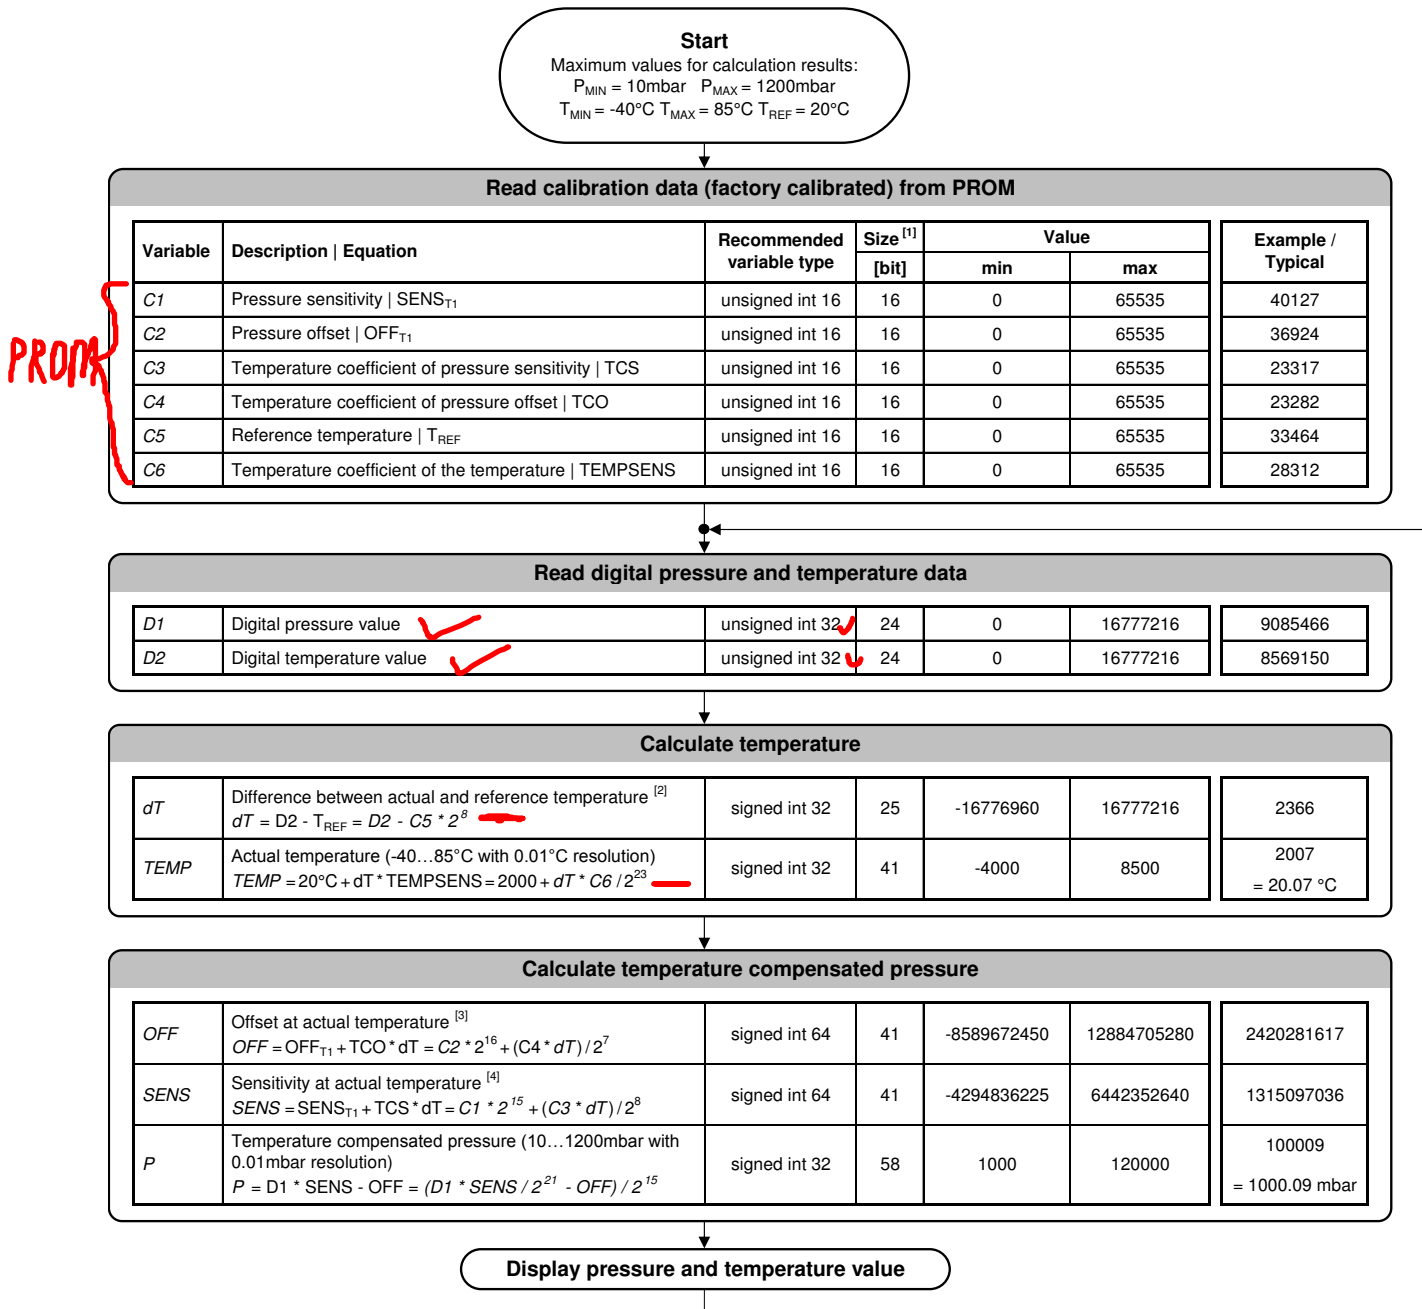 Start
Maximum values for calculation results:
P_MIN = 10mbar P_MAX = 1200mbar
T_MIN = -40°C T_MAX = 85°C T_REF = 20°C
Read calibration data (factory calibrated) from PROM
Variable Description | Equation Recommended variable type Size [1] [bit] Value min max Example / Typical
C1 Pressure sensitivity | SENS_T1 unsigned int 16 16 0 65535 40127
C2 Pressure offset | OFF_T1 unsigned int 16 16 0 65535 36924
PROM
C3 Temperature coefficient of pressure sensitivity | TCS unsigned int 16 16 0 65535 23317
C4 Temperature coefficient of pressure offset | TCO unsigned int 16 16 0 65535 23282
C5 Reference temperature | T_REF unsigned int 16 16 0 65535 33464
C6 Temperature coefficient of the temperature | TEMPSENS unsigned int 16 16 0 65535 28312
Read digital pressure and temperature data
D1 Digital pressure value unsigned int 32 24 0 16777216 9085466
D2 Digital temperature value unsigned int 32 24 0 16777216 8569150
Calculate temperature
dT Difference between actual and reference temperature [2] signed int 32 25 -16776960 16777216 2366
dT = D2 - T_REF = D2 - C5 * 2^8
TEMP Actual temperature (-40…85°C with 0.01°C resolution) signed int 32 41 -4000 8500 2007
TEMP = 20°C + dT * TEMPSENS = 2000 + dT * C6 / 2^23 = 20.07 °C
Calculate temperature compensated pressure
OFF Offset at actual temperature [3] signed int 64 41 -8589672450 12884705280 2420281617
OFF = OFF_T1 + TCO * dT = C2 * 2^16 + (C4 * dT) / 2^7
SENS Sensitivity at actual temperature [4] signed int 64 41 -4294836225 6442352640 1315097036
SENS = SENS_T1 + TCS * dT = C1 * 2^15 + (C3 * dT) / 2^8
P Temperature compensated pressure (10…1200mbar with signed int 32 58 1000 120000 100009
0.01mbar resolution)
P = D1 * SENS - OFF = (D1 * SENS / 2^21 - OFF) / 2^15 = 1000.09 mbar
Display pressure and temperature value